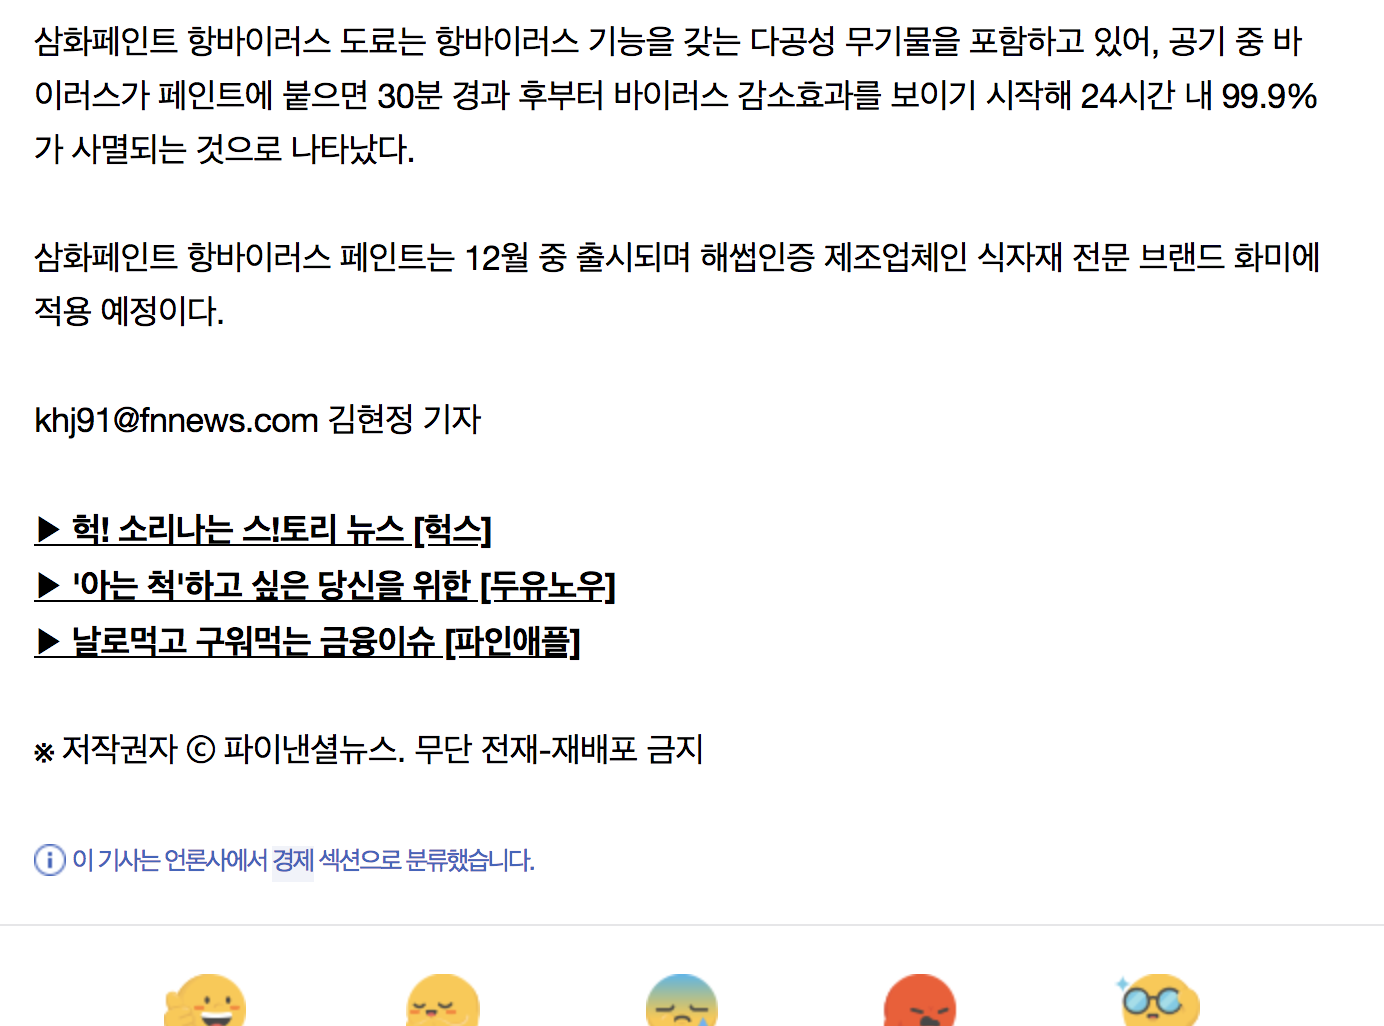 삼화페인트 항바이러스 도료는 항바이러스 기능을 갖는 다공성 무기물을 포함하고 있어, 공기 중 바
이러스가 페인트에 붙으면 30분 경과 후부터 바이러스 감소효과를 보이기 시작해 24시간 내 99.9%
가 사멸되는 것으로 나타났다.
삼화페인트 항바이러스 페인트는 12월 중 출시되며 해썹인증 제조업체인 식자재 전문 브랜드 화미에
적용 예정이다.
khj91@fnnews.com 김현정 기자
▶ 헉! 소리나는 스!토리 뉴스 [헉스]
▶ '아는 척'하고 싶은 당신을 위한 [두유노우]
▶ 날로먹고 구워먹는 금융이슈 [파인애플]
※ 저작권자 ⓒ 파이낸셜뉴스. 무단 전재-재배포 금지
이 기사는 언론사에서 경제 섹션으로 분류했습니다.